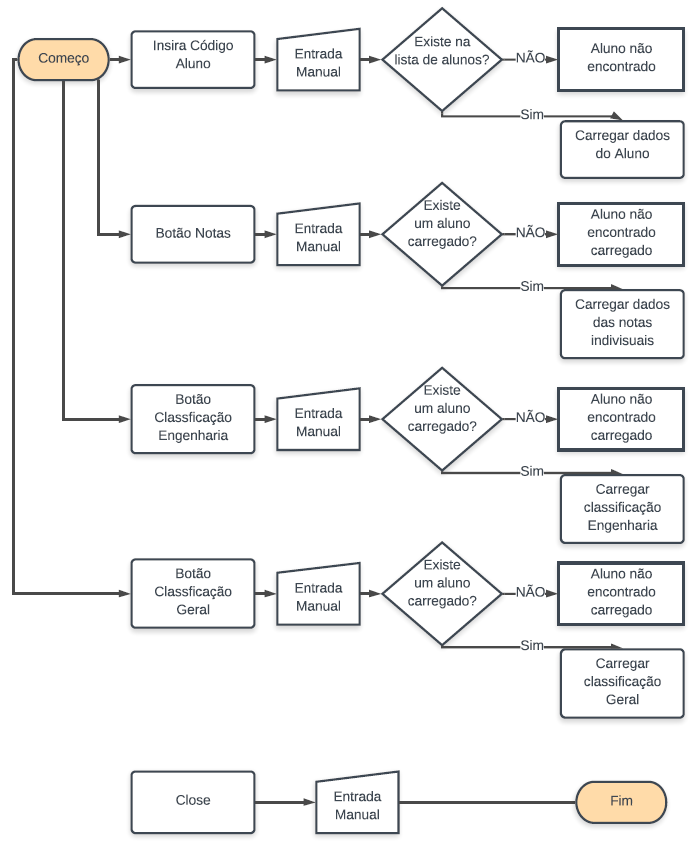 Começo
Insira Código
Aluno
Entrada
Manual
Existe na
lista de alunos?
NÃO
Aluno não
encontrado
Sim
Carregar dados
do Aluno
Botão Notas
Entrada
Manual
Existe
um aluno
carregado?
NÃO
Aluno não
encontrado
carregado
Sim
Carregar dados
das notas
indivisuais
Botão
Classficação
Engenharia
Entrada
Manual
Existe
um aluno
carregado?
NÃO
Aluno não
encontrado
carregado
Sim
Carregar
classificação
Engenharia
Botão
Classficação
Geral
Entrada
Manual
Existe
um aluno
carregado?
NÃO
Aluno não
encontrado
carregado
Sim
Carregar
classificação
Geral
Close
Entrada
Manual
Fim